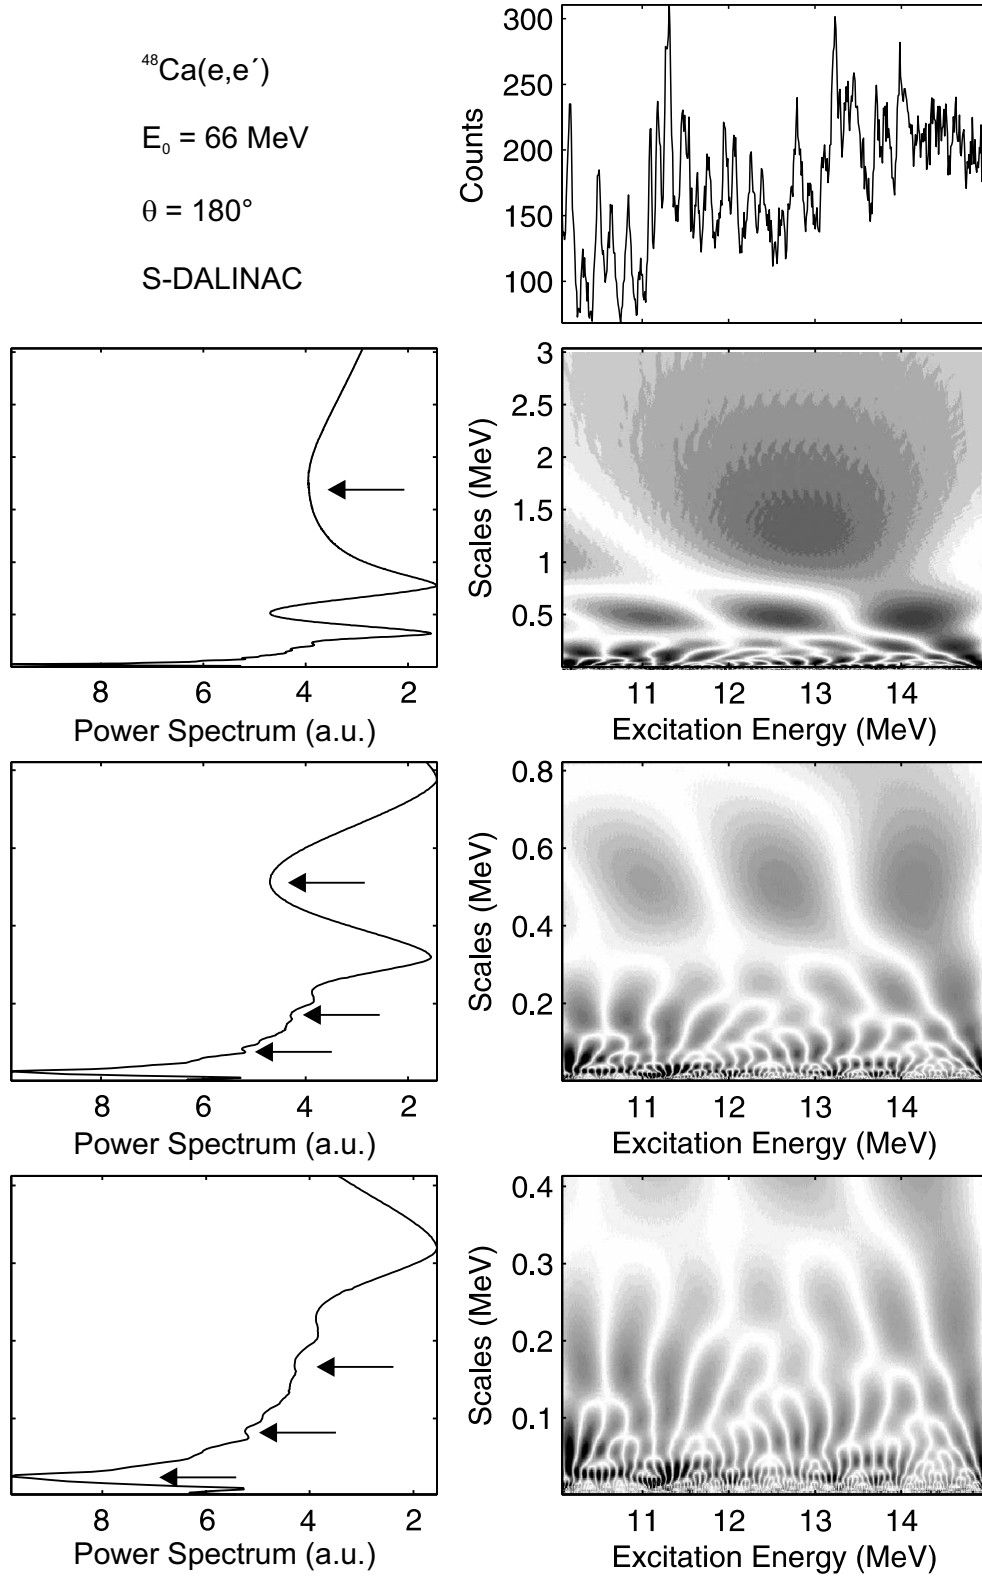 ⁴⁸Ca(e,e´)
E₀ = 66 MeV
θ = 180°
S-DALINAC
Counts
300
250
200
150
100
Scales (MeV)
3
2.5
2
1.5
1
0.5
8 6 4 2
Power Spectrum (a.u.)
11 12 13 14
Excitation Energy (MeV)
Scales (MeV)
0.8
0.6
0.4
0.2
8 6 4 2
Power Spectrum (a.u.)
11 12 13 14
Excitation Energy (MeV)
Scales (MeV)
0.4
0.3
0.2
0.1
8 6 4 2
Power Spectrum (a.u.)
11 12 13 14
Excitation Energy (MeV)